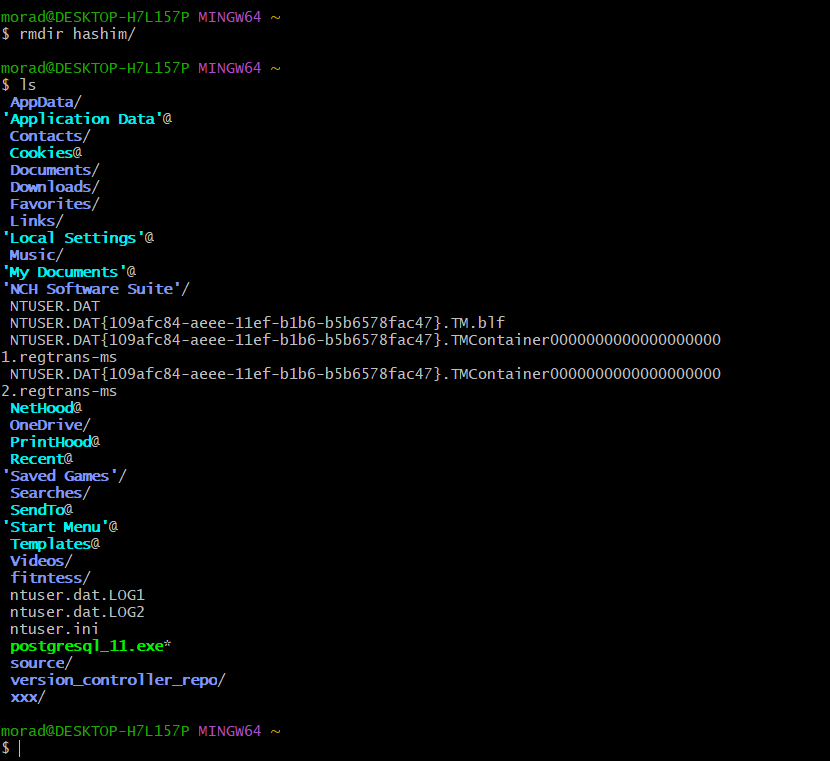 morad@DESKTOP-H7L157P MINGW64 ~
$ rmdir hashim/
morad@DESKTOP-H7L157P MINGW64 ~
$ ls
AppData/
'Application Data'@
Contacts/
Cookies@
Documents/
Downloads/
Favorites/
Links/
'Local Settings'@
Music/
'My Documents'@
'NCH Software Suite'/
NTUSER.DAT
NTUSER.DAT{109afc84-aeee-11ef-b1b6-b5b6578fac47}.TM.blf
NTUSER.DAT{109afc84-aeee-11ef-b1b6-b5b6578fac47}.TMContainer0000000000000000000
1.regtrans-ms
NTUSER.DAT{109afc84-aeee-11ef-b1b6-b5b6578fac47}.TMContainer0000000000000000000
2.regtrans-ms
NetHood@
OneDrive/
PrintHood@
Recent@
'Saved Games'/
Searches/
SendTo@
'Start Menu'@
Templates@
Videos/
fitntess/
ntuser.dat.LOG1
ntuser.dat.LOG2
ntuser.ini
postgresql_11.exe*
source/
version_controller_repo/
xxx/
morad@DESKTOP-H7L157P MINGW64 ~
$